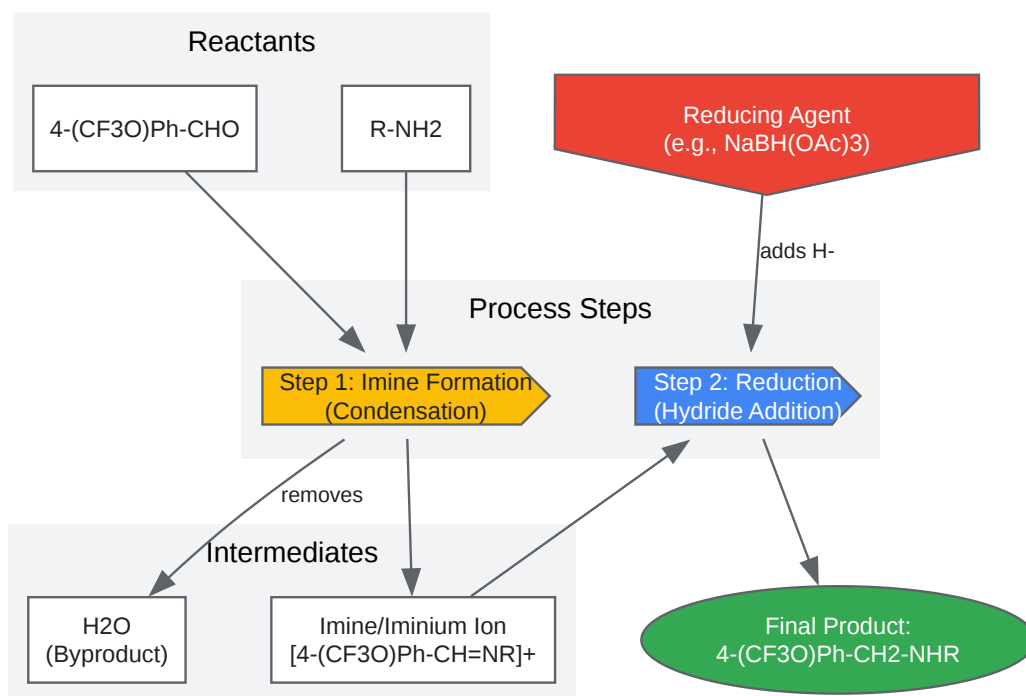 Reactants
4-(CF3O)Ph-CHO
R-NH2
Reducing Agent
(e.g., NaBH(OAc)3)
adds H-
Process Steps
Step 1: Imine Formation
(Condensation)
Step 2: Reduction
(Hydride Addition)
removes
Intermediates
H2O
(Byproduct)
Imine/Iminium Ion
[4-(CF3O)Ph-CH=NR]+
Final Product:
4-(CF3O)Ph-CH2-NHR